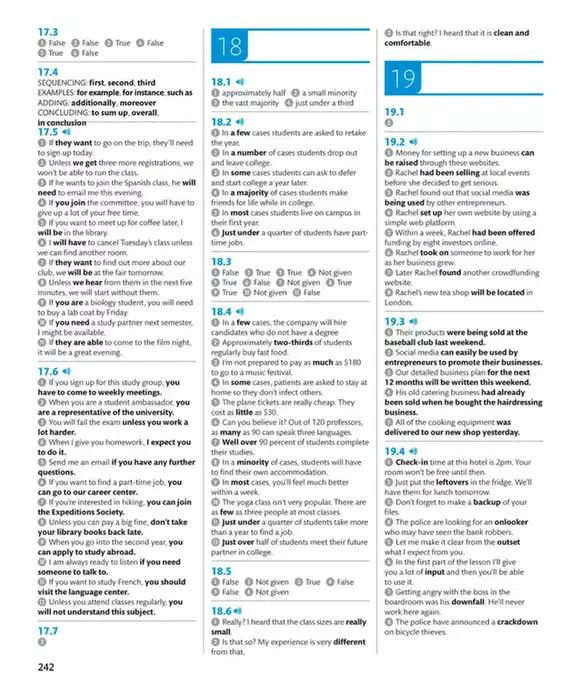 17.3
1 False 2 False 3 True 4 False
5 True 6 False
17.4
SEQUENCING: first, second, third
EXAMPLES: for example, for instance, such as
ADDING: additionally, moreover
CONCLUDING: to sum up, overall,
in conclusion
17.5
1 If they want to go on the trip, they'll need
to sign up today.
2 Unless we get three more registrations, we
won't be able to run the class.
3 If he wants to join the Spanish class, he will
need to email me this evening.
4 If you join the committee, you will have to
give up a lot of your free time.
5 If you want to meet up for coffee later, I
will be in the library.
6 I will have to cancel Tuesday's class unless
we can find another room.
7 If they want to find out more about our
club, we will be at the fair tomorrow.
8 Unless we hear from them in the next five
minutes, we will start without them.
9 If you are a biology student, you will need
to buy a lab coat by Friday.
10 If you need a study partner next semester,
I might be available.
11 If they are able to come to the film night,
it will be a great evening.
17.6
1 If you sign up for this study group, you
have to come to weekly meetings.
2 When you are a student ambassador, you
are a representative of the university.
3 You will fail the exam unless you work a
lot harder.
4 When I give you homework, I expect you
to do it.
5 Send me an email if you have any further
questions.
6 If you want to find a part-time job, you
can go to our career center.
7 If you're interested in hiking, you can join
the Expeditions Society.
8 Unless you can pay a big fine, don't take
your library books back late.
9 When you go into the second year, you
can apply to study abroad.
10 I am always ready to listen if you need
someone to talk to.
11 If you want to study French, you should
visit the language center.
12 Unless you attend classes regularly, you
will not understand this subject.
17.7
242
18
18.1
1 approximately half 2 a small minority
3 the vast majority 4 just under a third
18.2
1 In a few cases students are asked to retake
the year.
2 In a number of cases students drop out
and leave college.
3 In some cases students can ask to defer
and start college a year later.
4 In a majority of cases students make
friends for life while in college.
5 In most cases students live on campus in
their first year.
6 Just under a quarter of students have part-
time jobs.
18.3
1 False 2 True 3 True 4 Not given
5 True 6 False 7 Not given 8 True
9 True 10 Not given 11 False
18.4
1 In a few cases, the company will hire
candidates who do not have a degree
2 Approximately two-thirds of students
regularly buy fast food.
3 I'm not prepared to pay as much as $180
to go to a music festival.
4 In some cases, patients are asked to stay at
home so they don't infect others.
5 The plane tickets are really cheap. They
cost as little as $30.
6 Can you believe it? Out of 120 professors,
as many as 90 can speak three languages.
7 Well over 90 percent of students complete
their studies.
8 In a minority of cases, students will have
to find their own accommodation.
9 In most cases, you'll feel much better
within a week.
10 The yoga class isn't very popular. There are
as few as three people at most classes.
11 Just under a quarter of students take more
than a year to find a job.
12 Just over half of students meet their future
partner in college.
18.5
1 False 2 Not given 3 True 4 False
5 False 6 Not given
18.6
1 Really? I heard that the class sizes are really
small.
2 Is that so? My experience is very different
from that.
3 Is that right? I heard that it is clean and
comfortable.
19
19.1
2
19.2
1 Money for setting up a new business can
be raised through these websites.
2 Rachel had been selling at local events
before she decided to get serious.
3 Rachel found out that social media was
being used by other entrepreneurs.
4 Rachel set up her own website by using a
simple web platform.
5 Within a week, Rachel had been offered
funding by eight investors online.
6 Rachel took on someone to work for her
as her business grew.
7 Later Rachel found another crowdfunding
website.
8 Rachel's new tea shop will be located in
London.
19.3
1 Their products were being sold at the
baseball club last weekend.
2 Social media can easily be used by
entrepreneurs to promote their businesses.
3 Our detailed business plan for the next
12 months will be written this weekend.
4 His old catering business had already
been sold when he bought the hairdressing
business.
5 All of the cooking equipment was
delivered to our new shop yesterday.
19.4
1 Check-in time at this hotel is 2pm. Your
room won't be free until then.
2 Just put the leftovers in the fridge. We'll
have them for lunch tomorrow.
3 Don't forget to make a backup of your
files.
4 The police are looking for an onlooker
who may have seen the bank robbers.
5 Let me make it clear from the outset
what I expect from you.
6 In the first part of the lesson I'll give
you a lot of input and then you'll be able
to use it.
7 Getting angry with the boss in the
boardroom was his downfall. He'll never
work here again.
8 The police have announced a crackdown
on bicycle thieves.